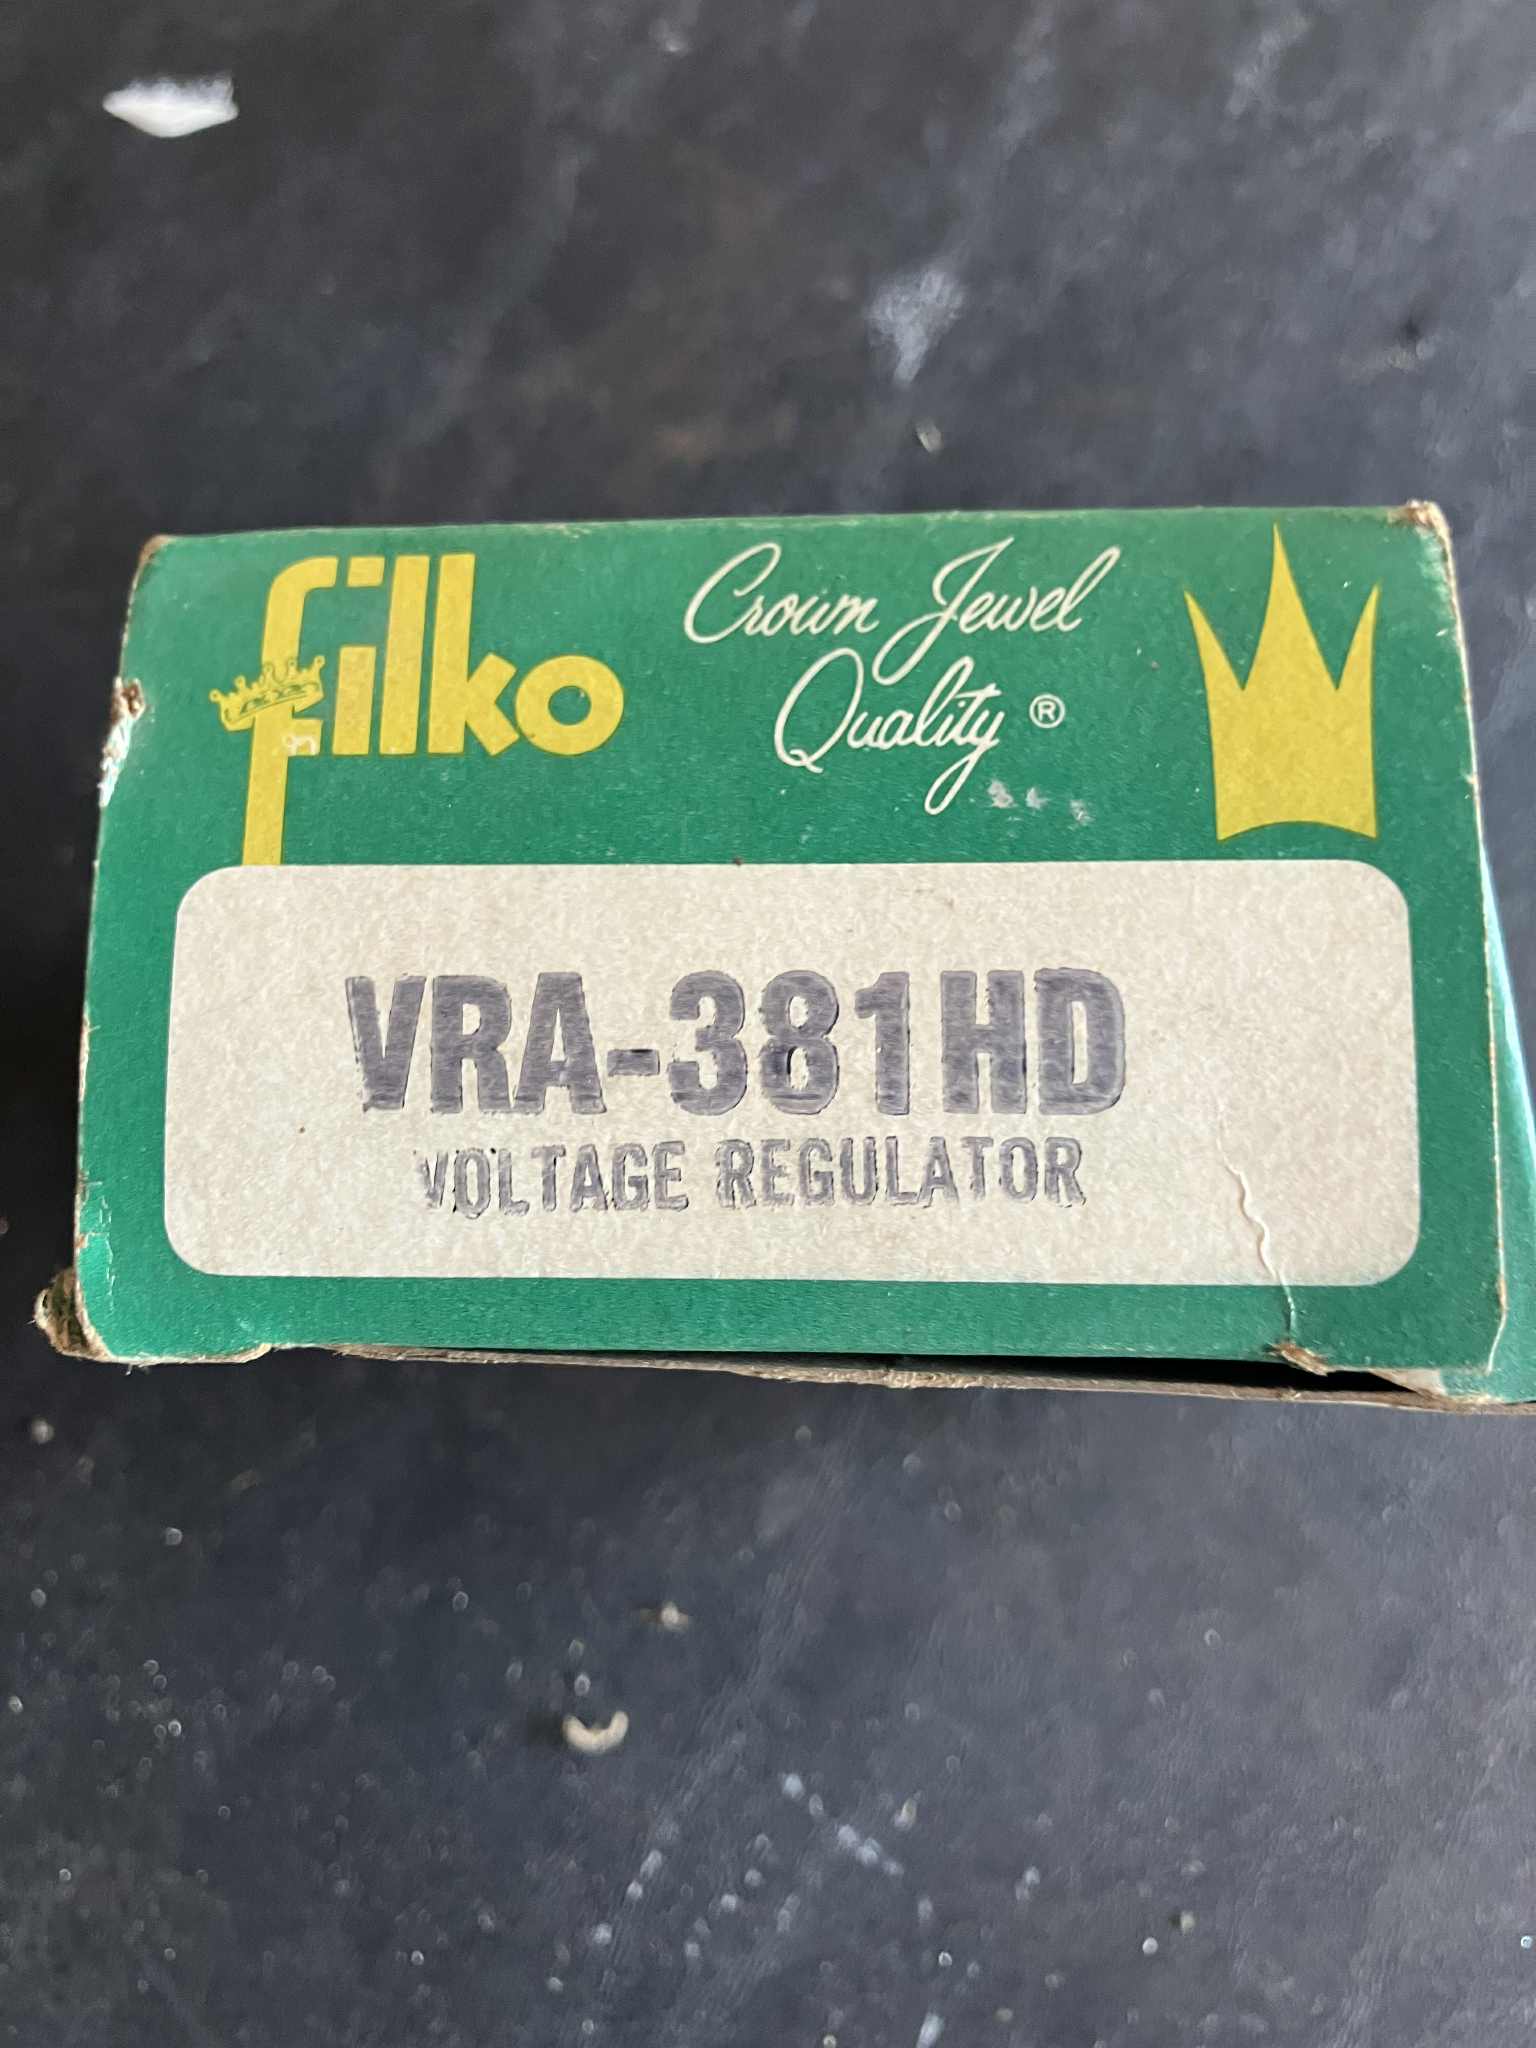 filko
Crown Jewel
Quality ®
VRA-381HD
VOLTAGE REGULATOR